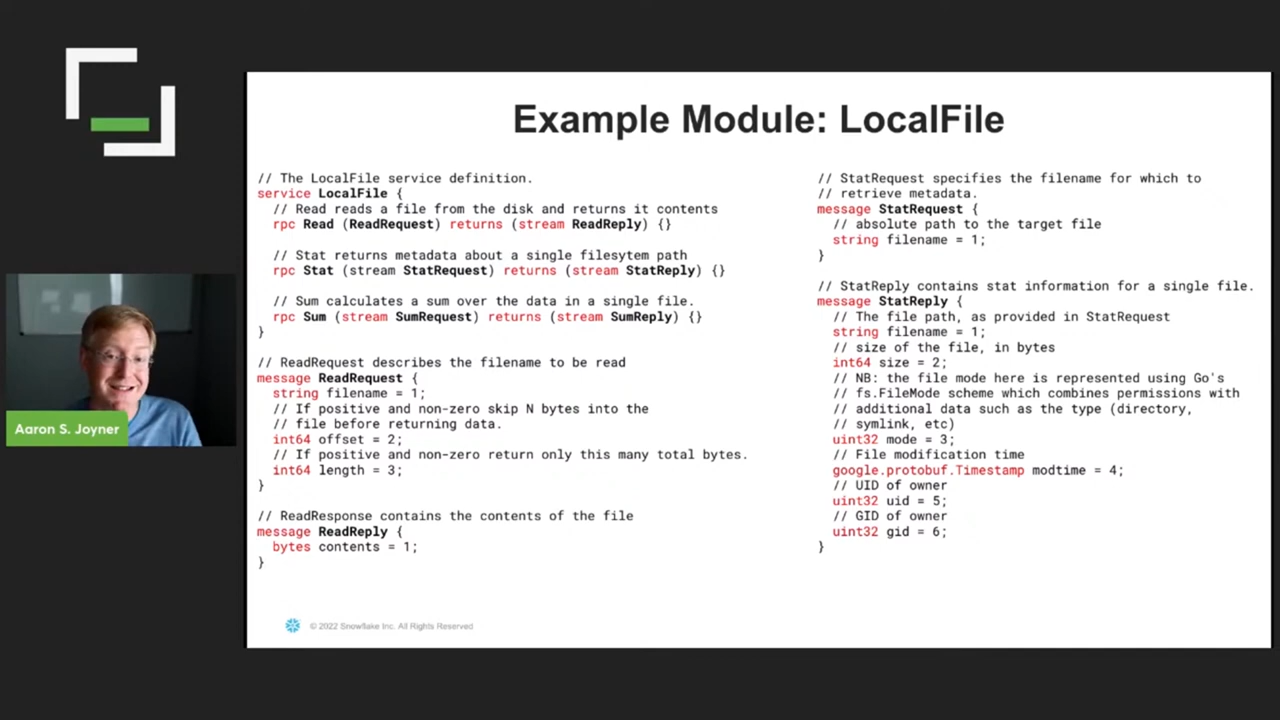 Example Module: LocalFile
// The LocalFile service definition.
service LocalFile {
// Read reads a file from the disk and returns it contents
rpc Read (ReadRequest) returns (stream ReadReply) {}
// Stat returns metadata about a single filesytem path
rpc Stat (stream StatRequest) returns (stream StatReply) {}
// Sum calculates a sum over the data in a single file.
rpc Sum (stream SumRequest) returns (stream SumReply) {}
}
// ReadRequest describes the filename to be read
message ReadRequest {
string filename = 1;
// If positive and non-zero skip N bytes into the
// file before returning data.
int64 offset = 2;
// If positive and non-zero return only this many total bytes.
int64 length = 3;
}
// ReadResponse contains the contents of the file
message ReadReply {
bytes contents = 1;
}
// StatRequest specifies the filename for which to
// retrieve metadata.
message StatRequest {
// absolute path to the target file
string filename = 1;
}
// StatReply contains stat information for a single file.
message StatReply {
// The file path, as provided in StatRequest
string filename = 1;
// size of the file, in bytes
int64 size = 2;
// NB: the file mode here is represented using Go's
// fs.FileMode scheme which combines permissions with
// additional data such as the type (directory,
// symlink, etc)
uint32 mode = 3;
// File modification time
google.protobuf.Timestamp modtime = 4;
// UID of owner
uint32 uid = 5;
// GID of owner
uint32 gid = 6;
}
Aaron S. Joyner
© 2022 Snowflake Inc. All Rights Reserved